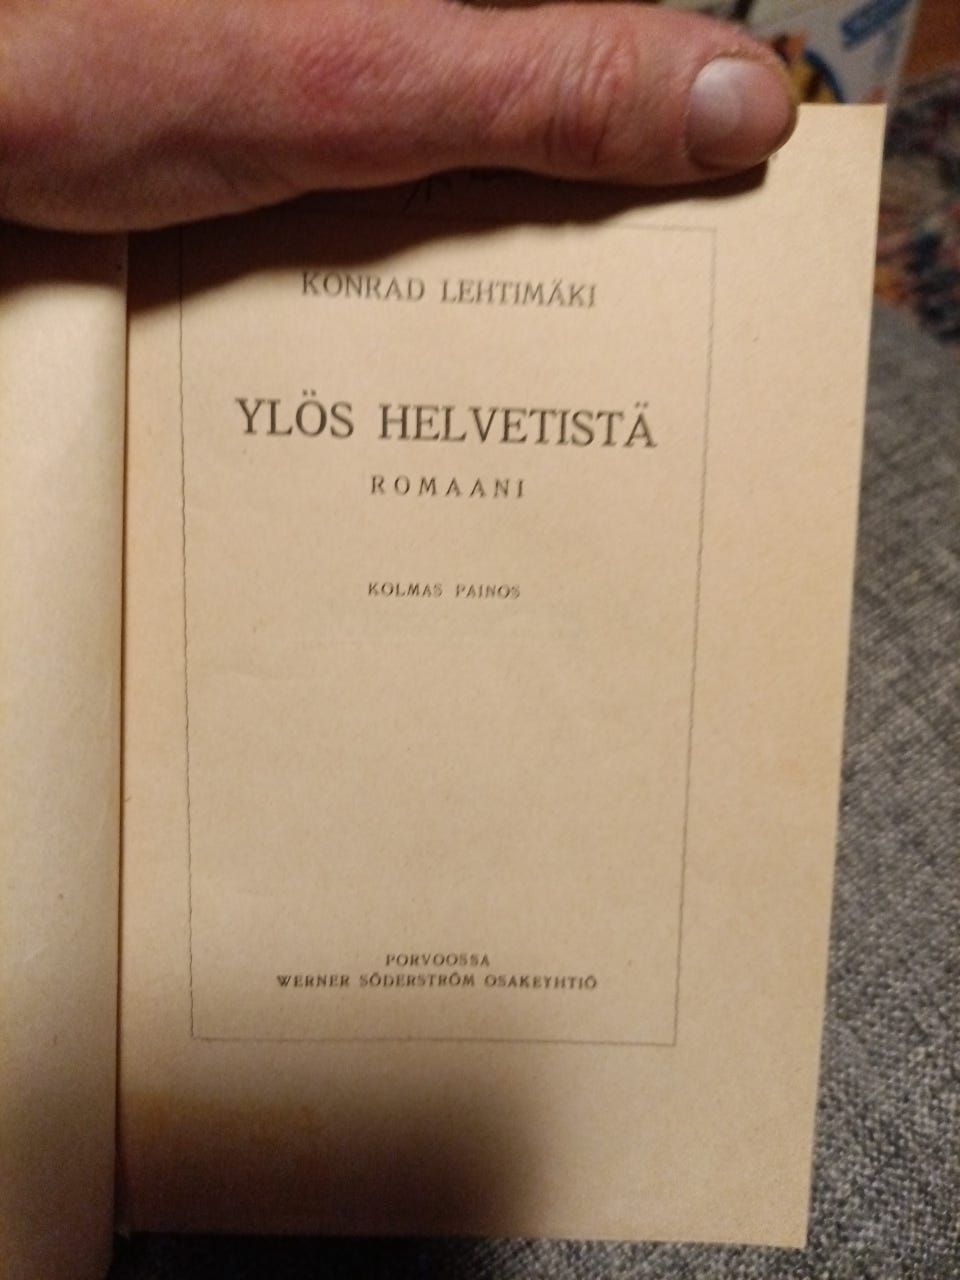 KONRAD LEHTIMÄKI
YLÖS HELVETISTÄ
ROMAANI
KOLMAS PAINOS
PORVOOSSA
WERNER SÖDERSTRÖM OSAKEYHTIÖ